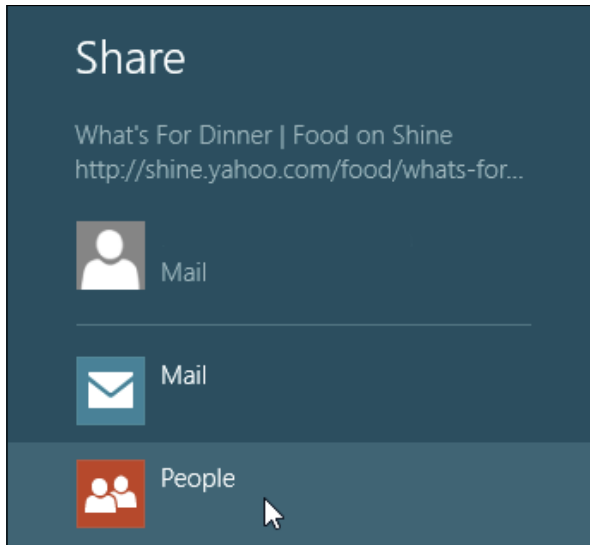 Share
What's For Dinner | Food on Shine
http://shine.yahoo.com/food/whats-for...
Mail
Mail
People